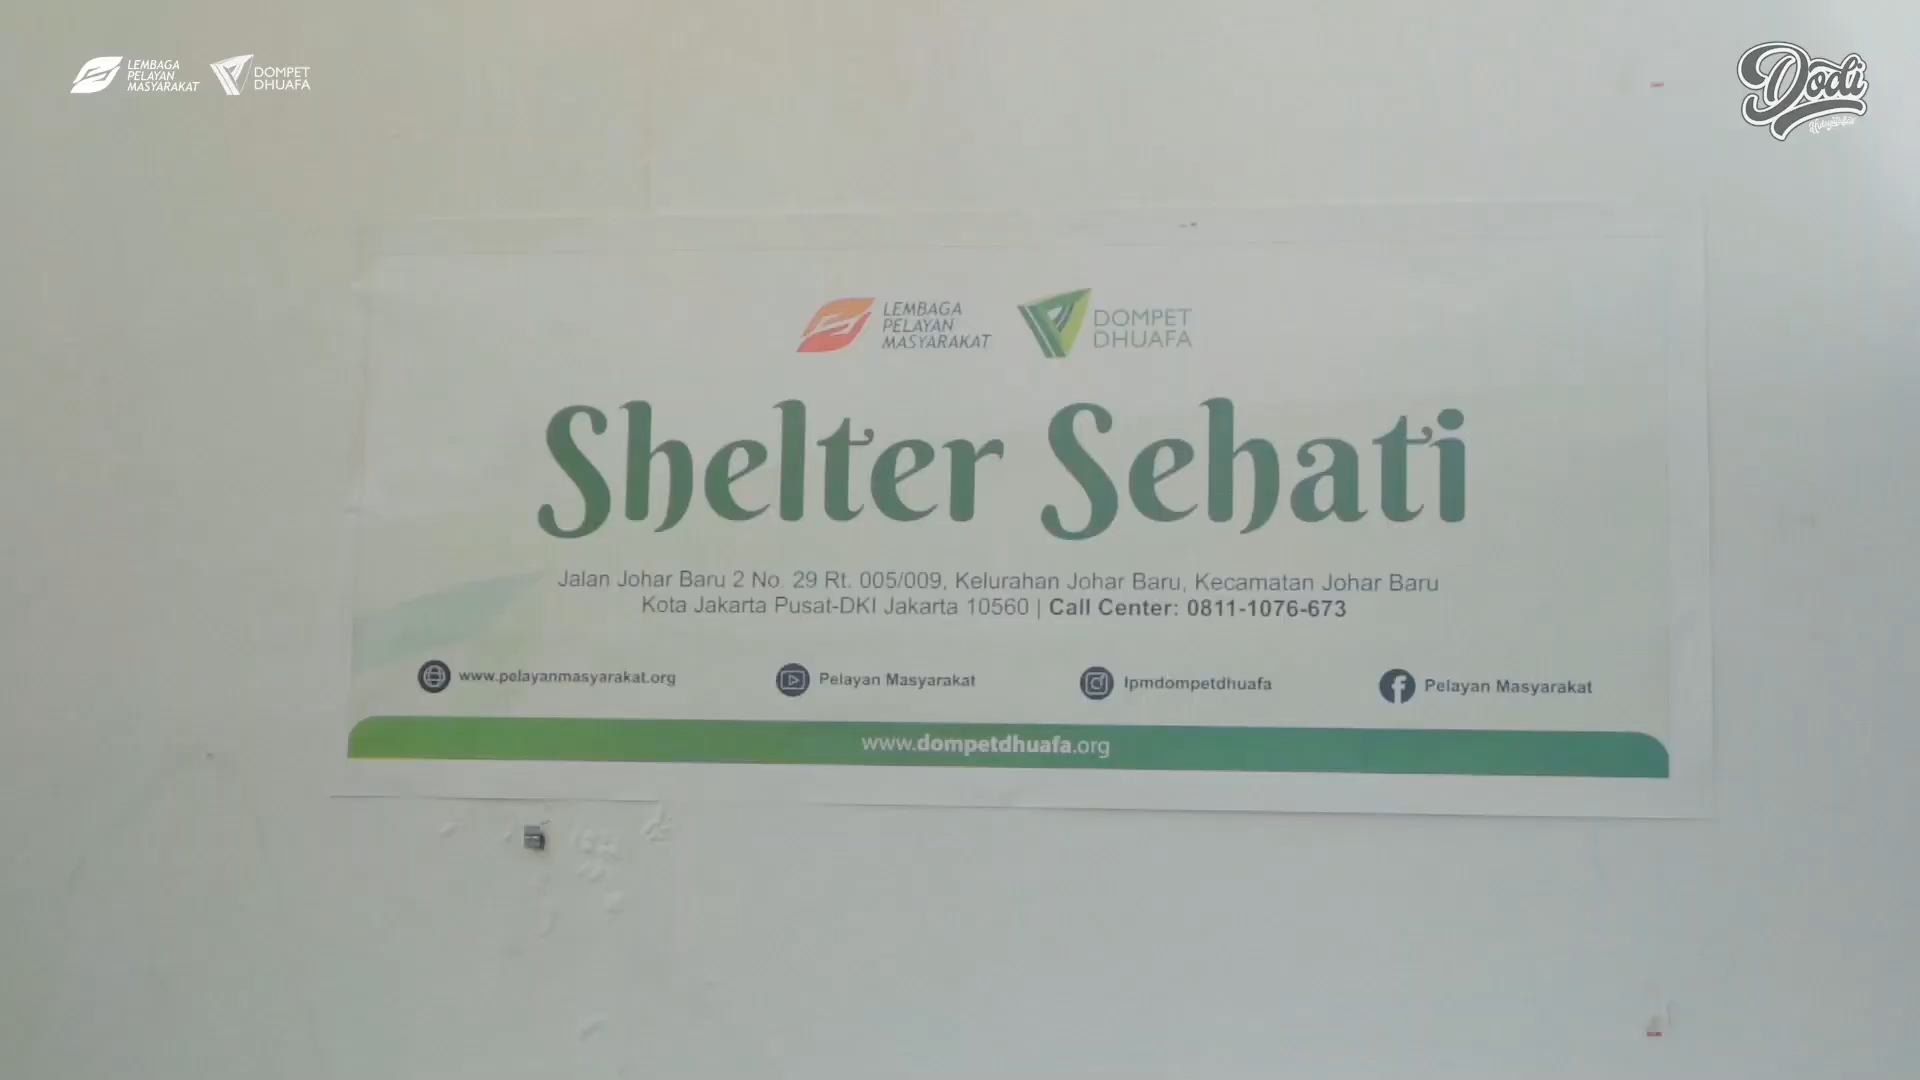 LEMBAGA
PELAYAN
MASYARAKAT
DOMPET
DHUAFA
Dodi
LEMBAGA
PELAYAN
MASYARAKAT
DOMPET
DHUAFA
Shelter Sehati
Jalan Johar Baru 2 No. 29 Rt. 005/009, Kelurahan Johar Baru, Kecamatan Johar Baru
Kota Jakarta Pusat-DKI Jakarta 10560 | Call Center: 0811-1076-673
www.pelayanmasyarakat.org
Pelayan Masyarakat
lpmdompetdhuafa
Pelayan Masyarakat
www.dompetdhuafa.org